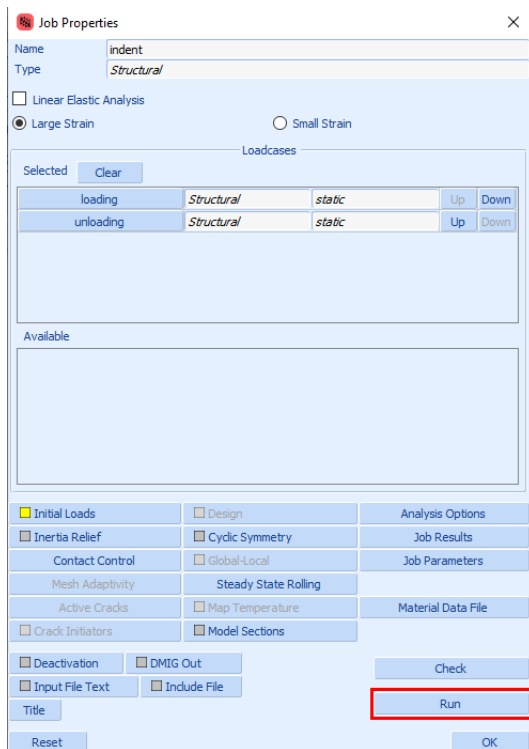 Job Properties
Name indent
Type Structural
Linear Elastic Analysis
Large Strain Small Strain
Loadcases
Selected Clear
loading Structural static Up Down
unloading Structural static Up Down
Available
Initial Loads Design Analysis Options
Inertia Relief Cyclic Symmetry Job Results
Contact Control Global-Local Job Parameters
Mesh Adaptivity Steady State Rolling
Active Cracks Map Temperature Material Data File
Crack Initiators Model Sections
Deactivation DMIG Out Check
Input File Text Include File
Title Run
Reset OK